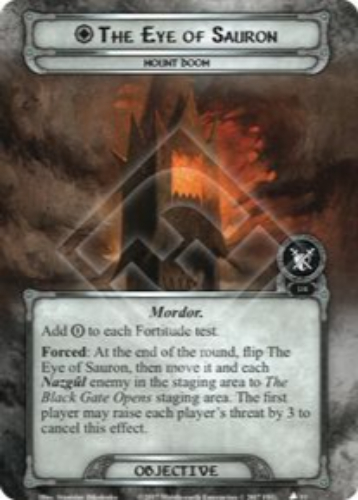 THE EYE OF SAURON
MOUNT DOOM
Mordor.
Add to each Fortitude test.
Forced: At the end of the round, flip The
Eye of Sauron, then move it and each
Nazgûl enemy in the staging area to The
Black Gate Opens staging area. The first
player may raise each player's threat by 3 to
cancel this effect.
OBJECTIVE